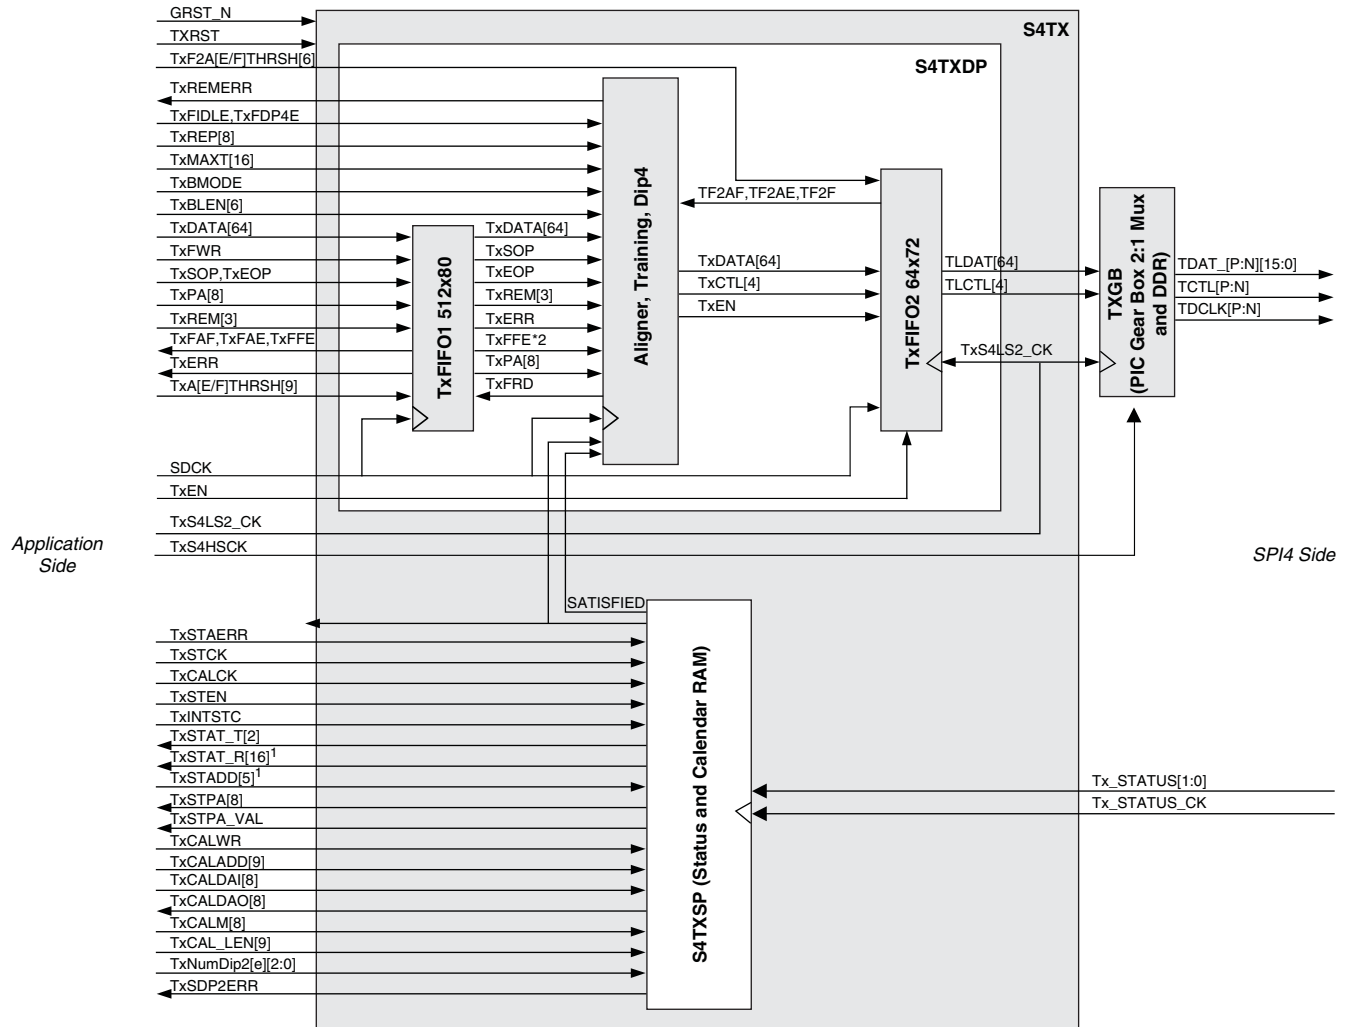 GRST_N
TXRST
TxF2A[E/F]THRSH[6]
TxREMERR
TxFIDLE,TxFDP4E
TxREP[8]
TxMAXT[16]
TxBMODE
TxBLEN[6]
TxDATA[64]
TxFWR
TxSOP,TxEOP
TxPA[8]
TxREM[3]
TxFAF,TxFAE,TxFFE
TxERR
TxA[E/F]THRSH[9]
SDCK
TxEN
TxS4LS2_CK
TxS4HSCK
Application
Side
S4TX
S4TXDP
TxFIFO1 512x80
TxDATA[64]
TxSOP
TxEOP
TxREM[3]
TxERR
TxFFE*2
TxPA[8]
TxFRD
Aligner, Training, Dip4
TF2AF,TF2AE,TF2F
TxDATA[64]
TxCTL[4]
TxEN
TxFIFO2 64x72
TLDAT[64]
TLCTL[4]
TxS4LS2_CK
TXGB
(PIC Gear Box 2:1 Mux
and DDR)
TDAT_[P:N][15:0]
TCTL[P:N]
TDCLK[P:N]
SPI4 Side
SATISFIED
TxSTAERR
TxSTCK
TxCALCK
TxSTEN
TxINTSTC
TxSTAT_T[2]
TxSTAT_R[16]1
TxSTADD[5]1
TxSTPA[8]
TxSTPA_VAL
TxCALWR
TxCALADD[9]
TxCALDAI[8]
TxCALDAO[8]
TxCALM[8]
TxCAL_LEN[9]
TxNumDip2[e][2:0]
TxSDP2ERR
S4TXSP (Status and Calendar RAM)
Tx_STATUS[1:0]
Tx_STATUS_CK